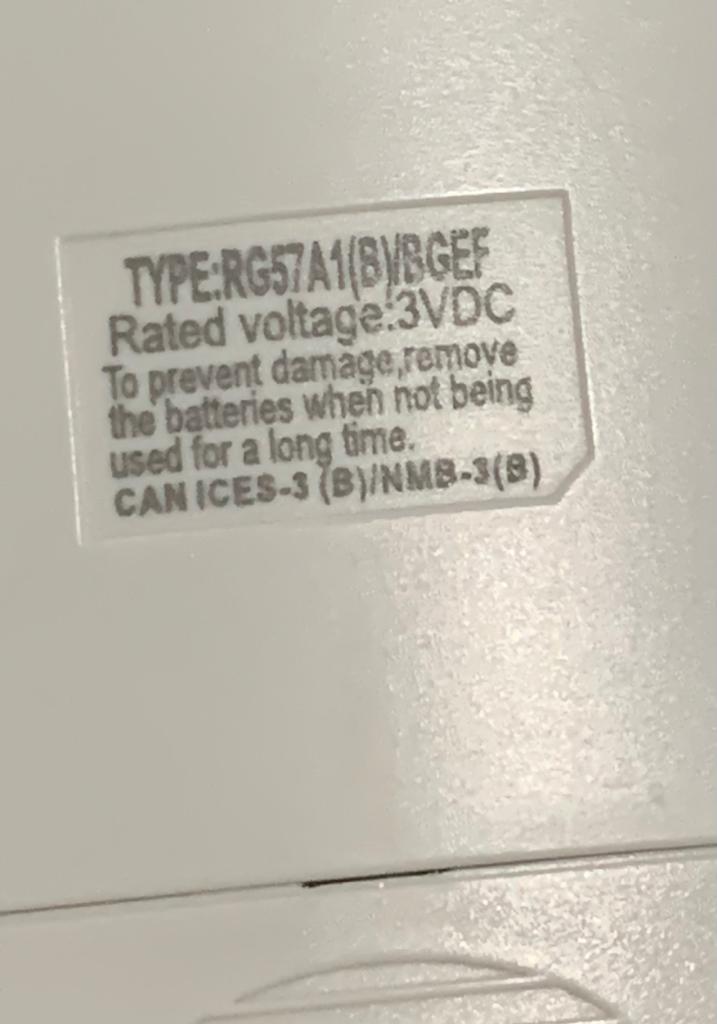 TYPE:RG57A1(B)/BGEF
Rated voltage:3VDC
To prevent damage,remove
the batteries when not being
used for a long time.
CAN ICES-3 (B)/NMB-3(B)